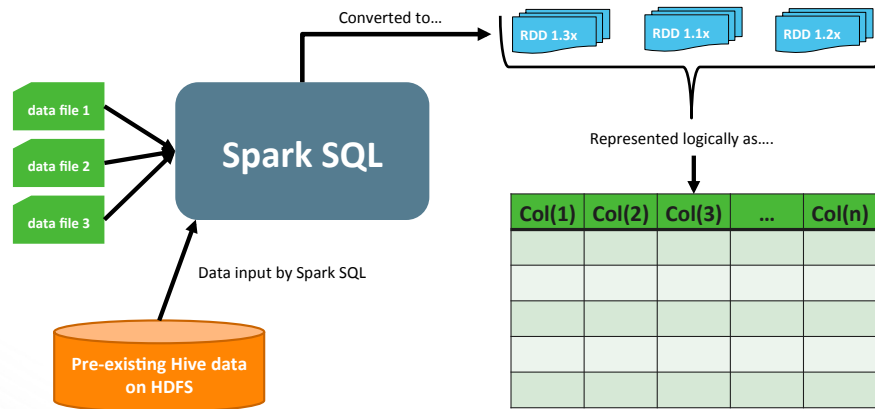 Converted to...
RDD 1.3x
RDD 1.1x
RDD 1.2x
data file 1
data file 2
data file 3
Spark SQL
Represented logically as....
Col(1) Col(2) Col(3) ... Col(n)
Data input by Spark SQL
Pre-existing Hive data
on HDFS